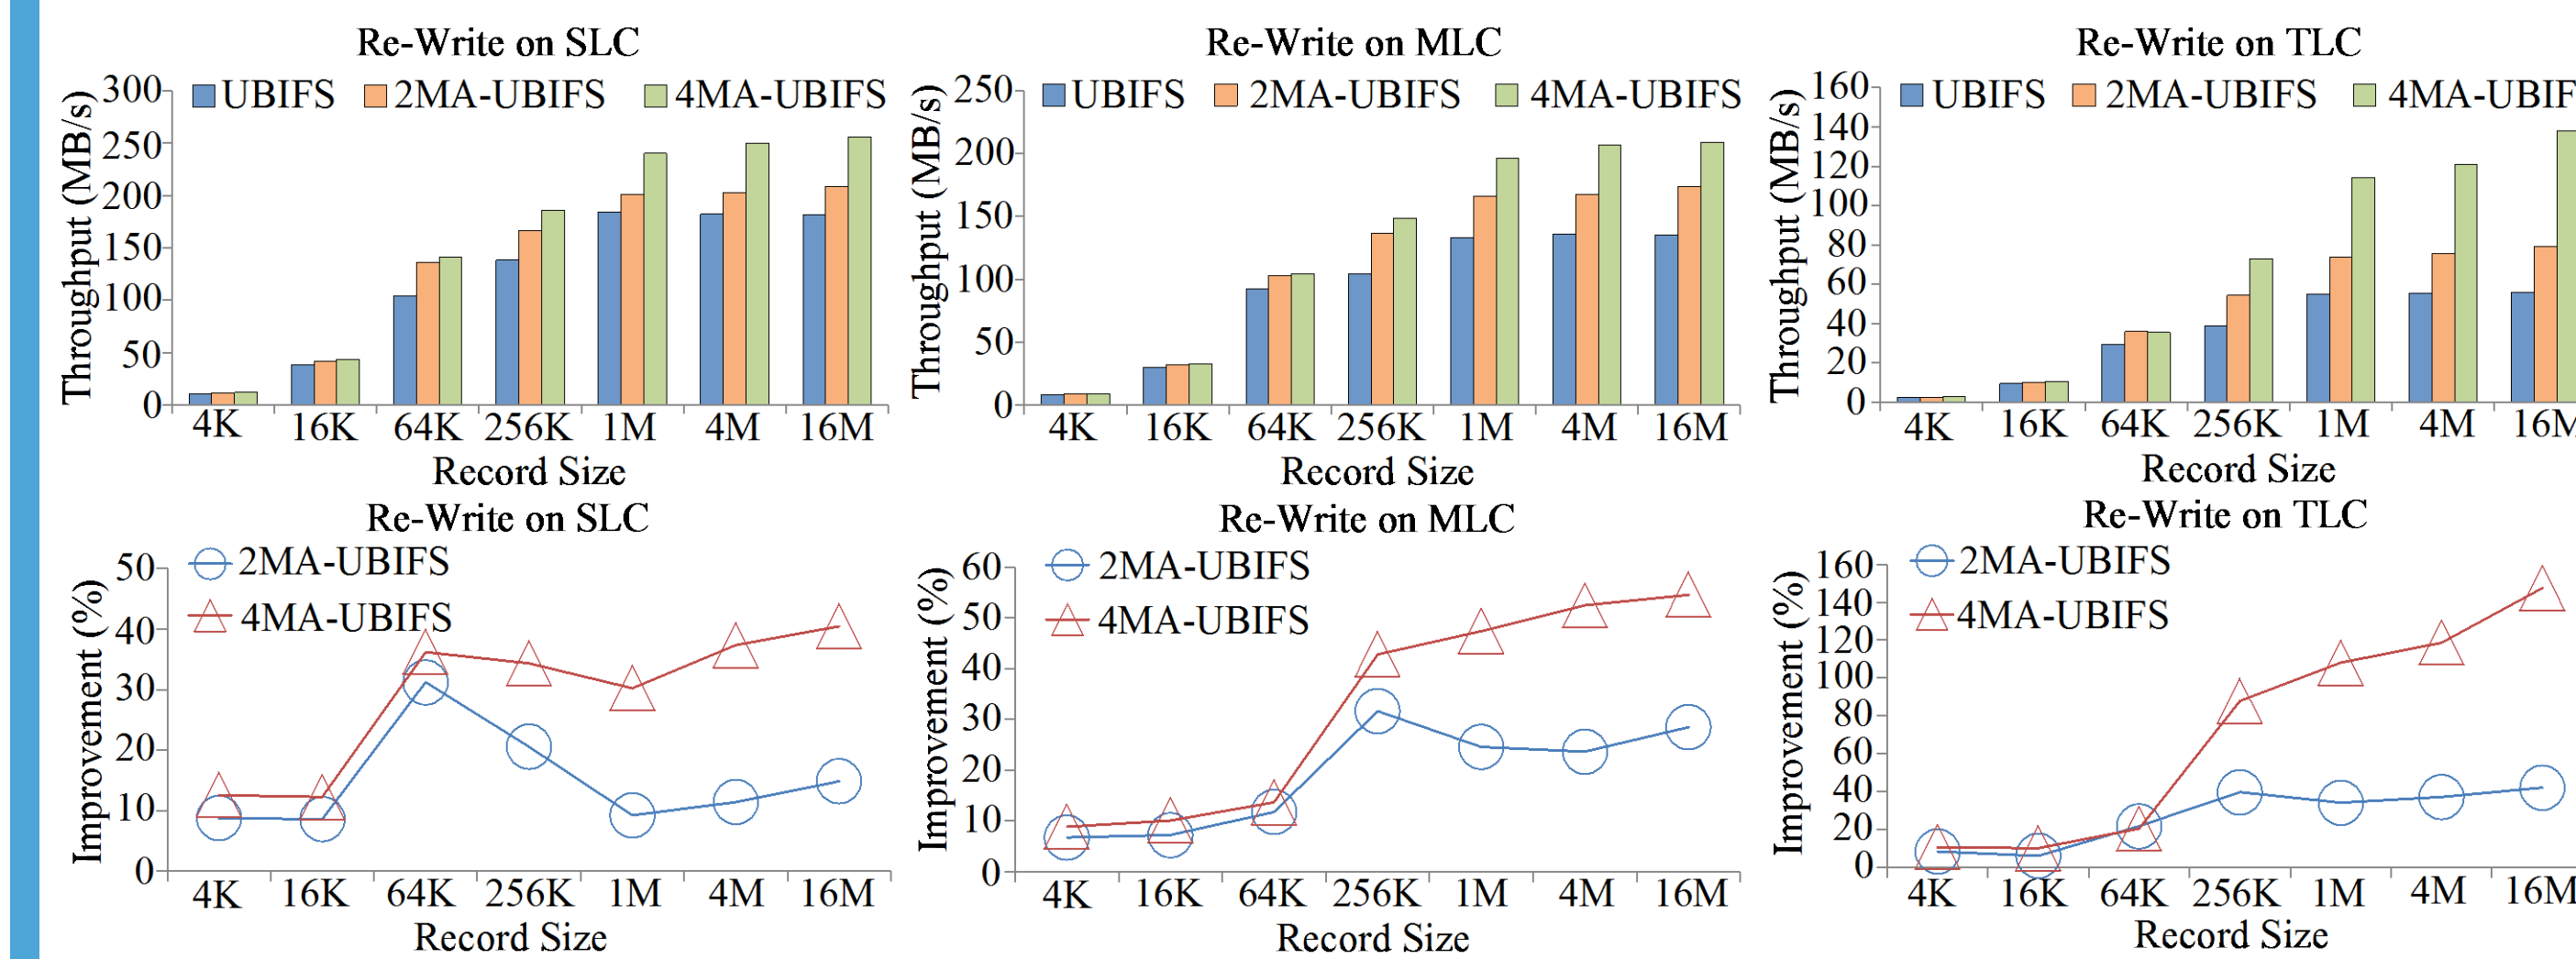 Re-Write on SLC
Throughput (MB/s)
UBIFS 2MA-UBIFS 4MA-UBIFS
300
250
200
150
100
50
0
4K 16K 64K 256K 1M 4M 16M
Record Size
Re-Write on MLC
Throughput (MB/s)
UBIFS 2MA-UBIFS 4MA-UBIFS
250
200
150
100
50
0
4K 16K 64K 256K 1M 4M 16M
Record Size
Re-Write on TLC
Throughput (MB/s)
UBIFS 2MA-UBIFS 4MA-UBIF
160
140
120
100
80
60
40
20
0
4K 16K 64K 256K 1M 4M 16M
Record Size
Re-Write on SLC
Improvement (%)
2MA-UBIFS
4MA-UBIFS
50
40
30
20
10
0
4K 16K 64K 256K 1M 4M 16M
Record Size
Re-Write on MLC
Improvement (%)
2MA-UBIFS
4MA-UBIFS
60
50
40
30
20
10
0
4K 16K 64K 256K 1M 4M 16M
Record Size
Re-Write on TLC
Improvement (%)
2MA-UBIFS
4MA-UBIFS
160
140
120
100
80
60
40
20
0
4K 16K 64K 256K 1M 4M 16M
Record Size